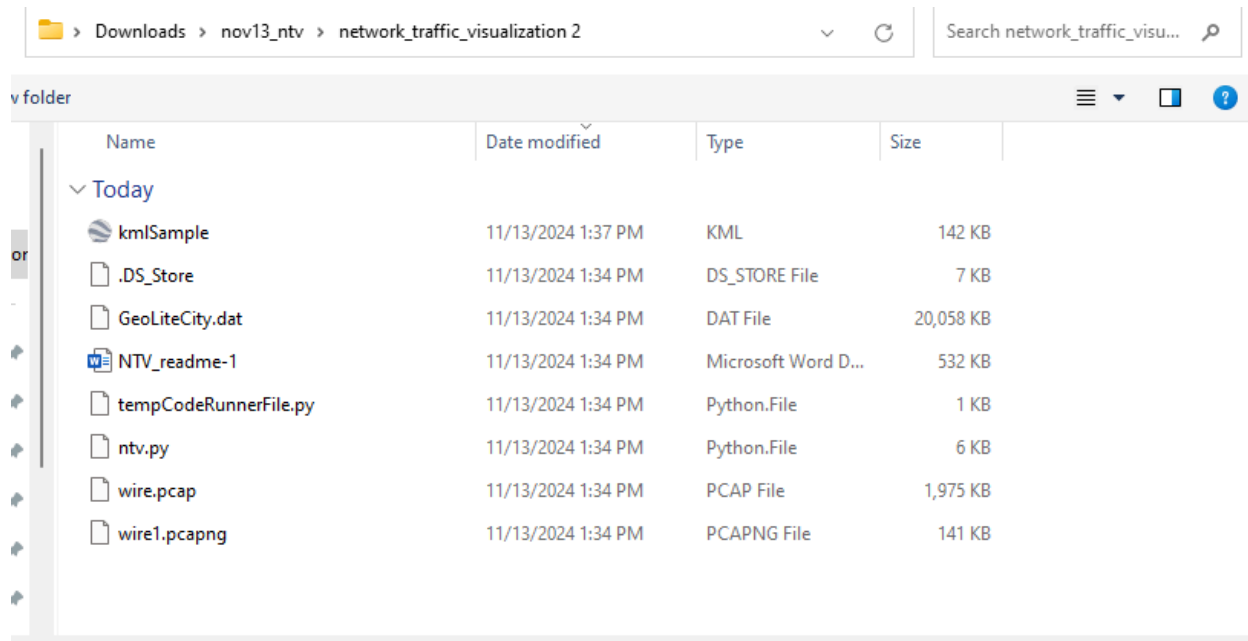 Downloads > nov13_ntv > network_traffic_visualization 2
Search network_traffic_visu...
v folder
?
Name Date modified Type Size
Today
kmlSample 11/13/2024 1:37 PM KML 142 KB
or
.DS_Store 11/13/2024 1:34 PM DS_STORE File 7 KB
GeoLiteCity.dat 11/13/2024 1:34 PM DAT File 20,058 KB
NTV_readme-1 11/13/2024 1:34 PM Microsoft Word D... 532 KB
tempCodeRunnerFile.py 11/13/2024 1:34 PM Python.File 1 KB
ntv.py 11/13/2024 1:34 PM Python.File 6 KB
wire.pcap 11/13/2024 1:34 PM PCAP File 1,975 KB
wire1.pcapng 11/13/2024 1:34 PM PCAPNG File 141 KB